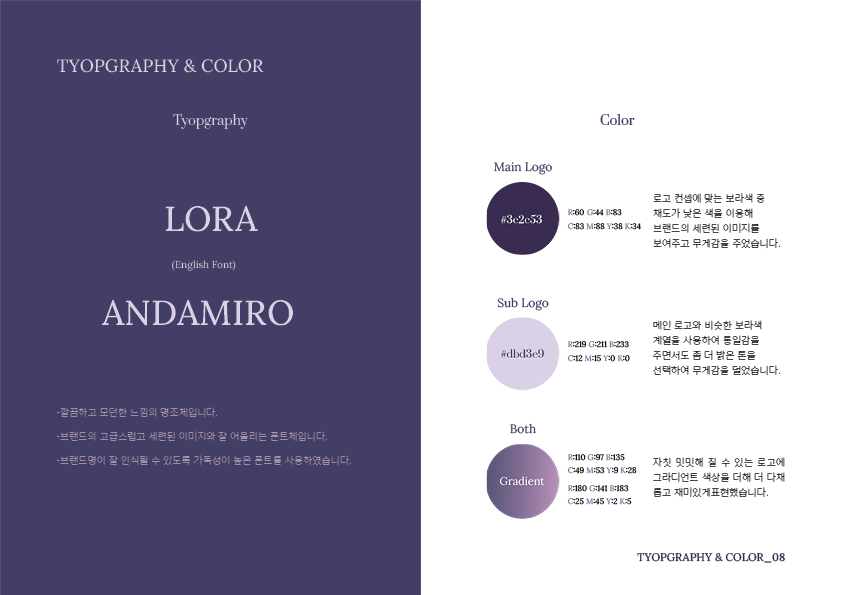 TYOPGRAPHY & COLOR
Tyopgraphy
LORA
(English Font)
ANDAMIRO
-깔끔하고 모던한 느낌의 명조체입니다.
-브랜드의 고급스럽고 세련된 이미지와 잘 어울리는 폰트체입니다.
-브랜드명이 잘 인식될 수 있도록 가독성이 높은 폰트를 사용하였습니다.
Color
Main Logo
#3c2c53
R:60 G:44 B:83
C:83 M:88 Y:38 K:34
로고 컨셉에 맞는 보라색 중
채도가 낮은 색을 이용해
브랜드의 세련된 이미지를
보여주고 무게감을 주었습니다.
Sub Logo
#dbd3e9
R:219 G:211 B:233
C:12 M:15 Y:0 K:0
메인 로고와 비슷한 보라색
계열을 사용하여 통일감을
주면서도 좀 더 밝은 톤을
선택하여 무게감을 덜었습니다.
Both
Gradient
R:110 G:97 B:135
C:49 M:53 Y:9 K:28
R:180 G:141 B:183
C:25 M:45 Y:2 K:5
자칫 밋밋해 질 수 있는 로고에
그라디언트 색상을 더해 더 다채
롭고 재미있게표현했습니다.
TYOPGRAPHY & COLOR_08